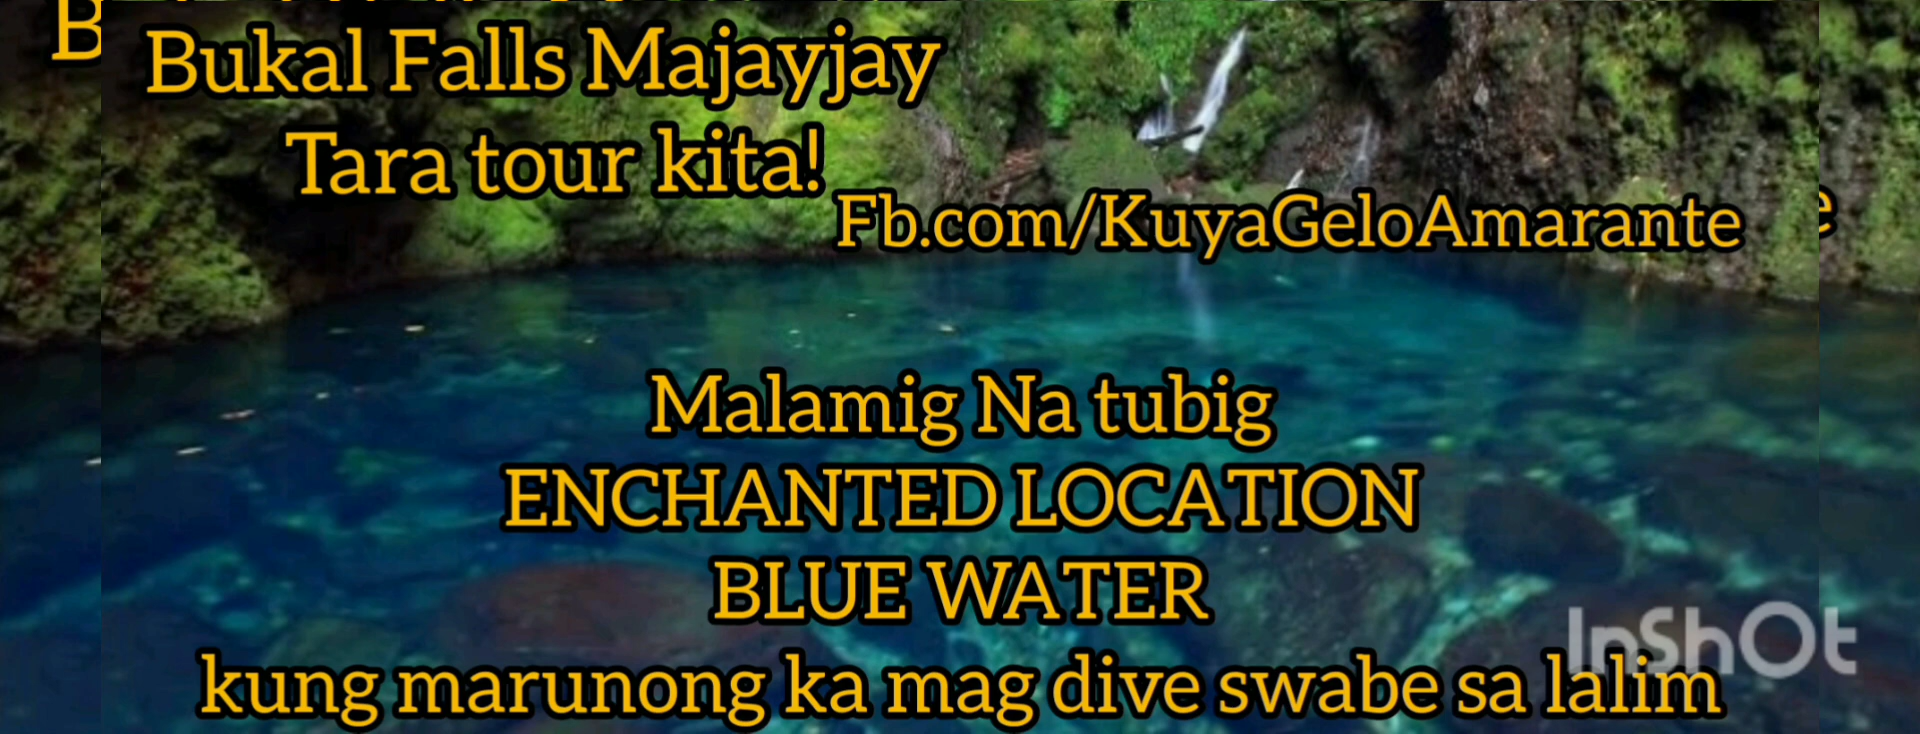 Bukal Falls Majayjay
Tara tour kita!
Fb.com/KuyaGeloAmarante
Malamig Na tubig
ENCHANTED LOCATION
BLUE WATER
kung marunong ka mag dive swabe sa lalim
InShOt